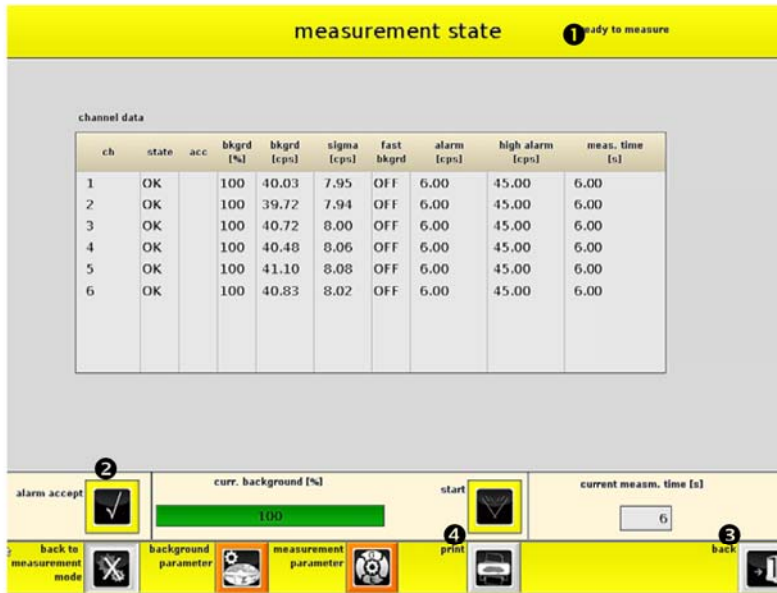 measurement state
❶ eady to measure
channel data
ch state acc bkgrd [%] bkgrd [cps] sigma [cps] fast bkgrd alarm [cps] high alarm [cps] meas. time [s]
1 OK 100 40.03 7.95 OFF 6.00 45.00 6.00
2 OK 100 39.72 7.94 OFF 6.00 45.00 6.00
3 OK 100 40.72 8.00 OFF 6.00 45.00 6.00
4 OK 100 40.48 8.06 OFF 6.00 45.00 6.00
5 OK 100 41.10 8.08 OFF 6.00 45.00 6.00
6 OK 100 40.83 8.02 OFF 6.00 45.00 6.00
❷
alarm accept
curr. background [%]
100
start
current measm. time [s]
6
back to
measurement
mode
background
parameter
measurement
parameter
❹
print
❸
back